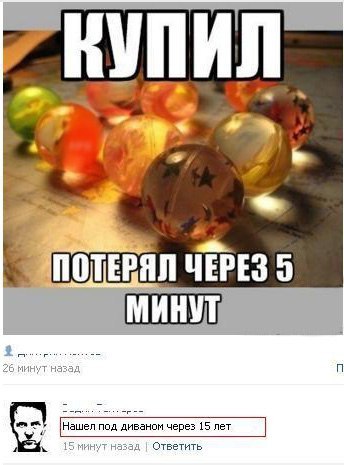 КУПИЛ
ПОТЕРЯЛ ЧЕРЕЗ 5
МИНУТ
26 минут назад
П
Нашел под диваном через 15 лет
15 минут назад | Ответить